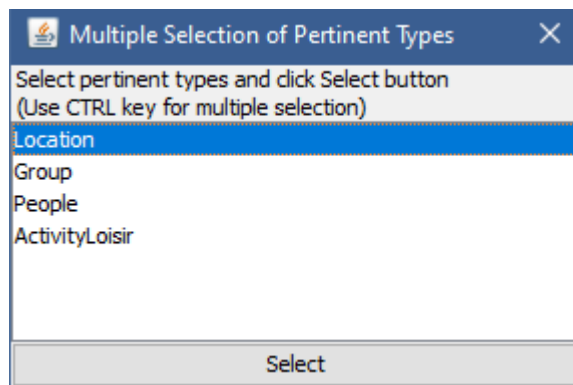 Multiple Selection of Pertinent Types
Select pertinent types and click Select button
(Use CTRL key for multiple selection)
Location
Group
People
ActivityLoisir
Select